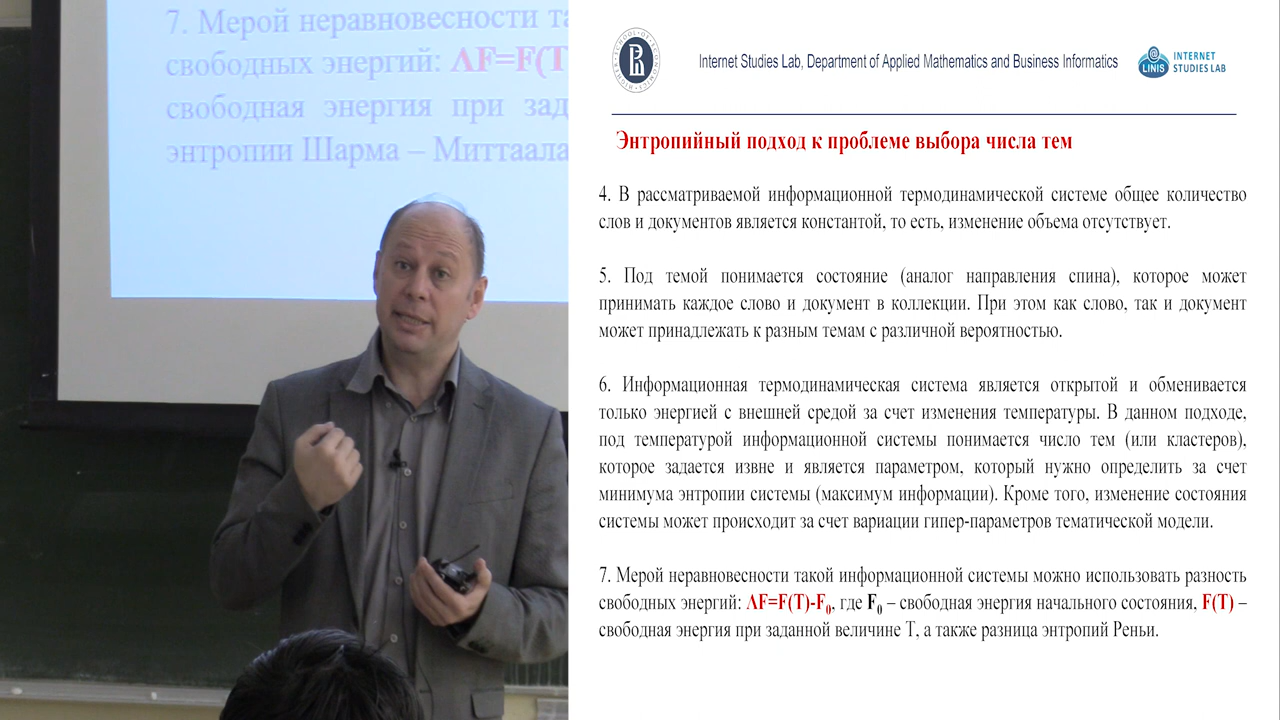 7. Мерой неравновесности та
свободных энергий: ΔF=F(T
свободная энергия при зад
энтропии Шарма – Миттаала
HIGHER SCHOOL OF ECONOMICS
Internet Studies Lab, Department of Applied Mathematics and Business Informatics
LINIS
INTERNET
STUDIES LAB
Энтропийный подход к проблеме выбора числа тем
4. В рассматриваемой информационной термодинамической системе общее количество
слов и документов является константой, то есть, изменение объема отсутствует.
5. Под темой понимается состояние (аналог направления спина), которое может
принимать каждое слово и документ в коллекции. При этом как слово, так и документ
может принадлежать к разным темам с различной вероятностью.
6. Информационная термодинамическая система является открытой и обменивается
только энергией с внешней средой за счет изменения температуры. В данном подходе,
под температурой информационной системы понимается число тем (или кластеров),
которое задается извне и является параметром, который нужно определить за счет
минимума энтропии системы (максимум информации). Кроме того, изменение состояния
системы может происходит за счет вариации гипер-параметров тематической модели.
7. Мерой неравновесности такой информационной системы можно использовать разность
свободных энергий: ΛF=F(T)-F₀, где F₀ – свободная энергия начального состояния, F(T) –
свободная энергия при заданной величине T, а также разница энтропий Реньи.